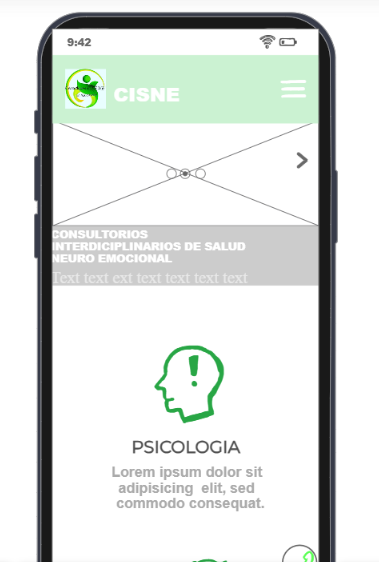 9:42
CISNE
CONSULTORIOS
INTERDICIPLINARIOS DE SALUD
NEURO EMOCIONAL
Text text ext text text text text
PSICOLOGIA
Lorem ipsum dolor sit
adipisicing elit, sed
commodo consequat.